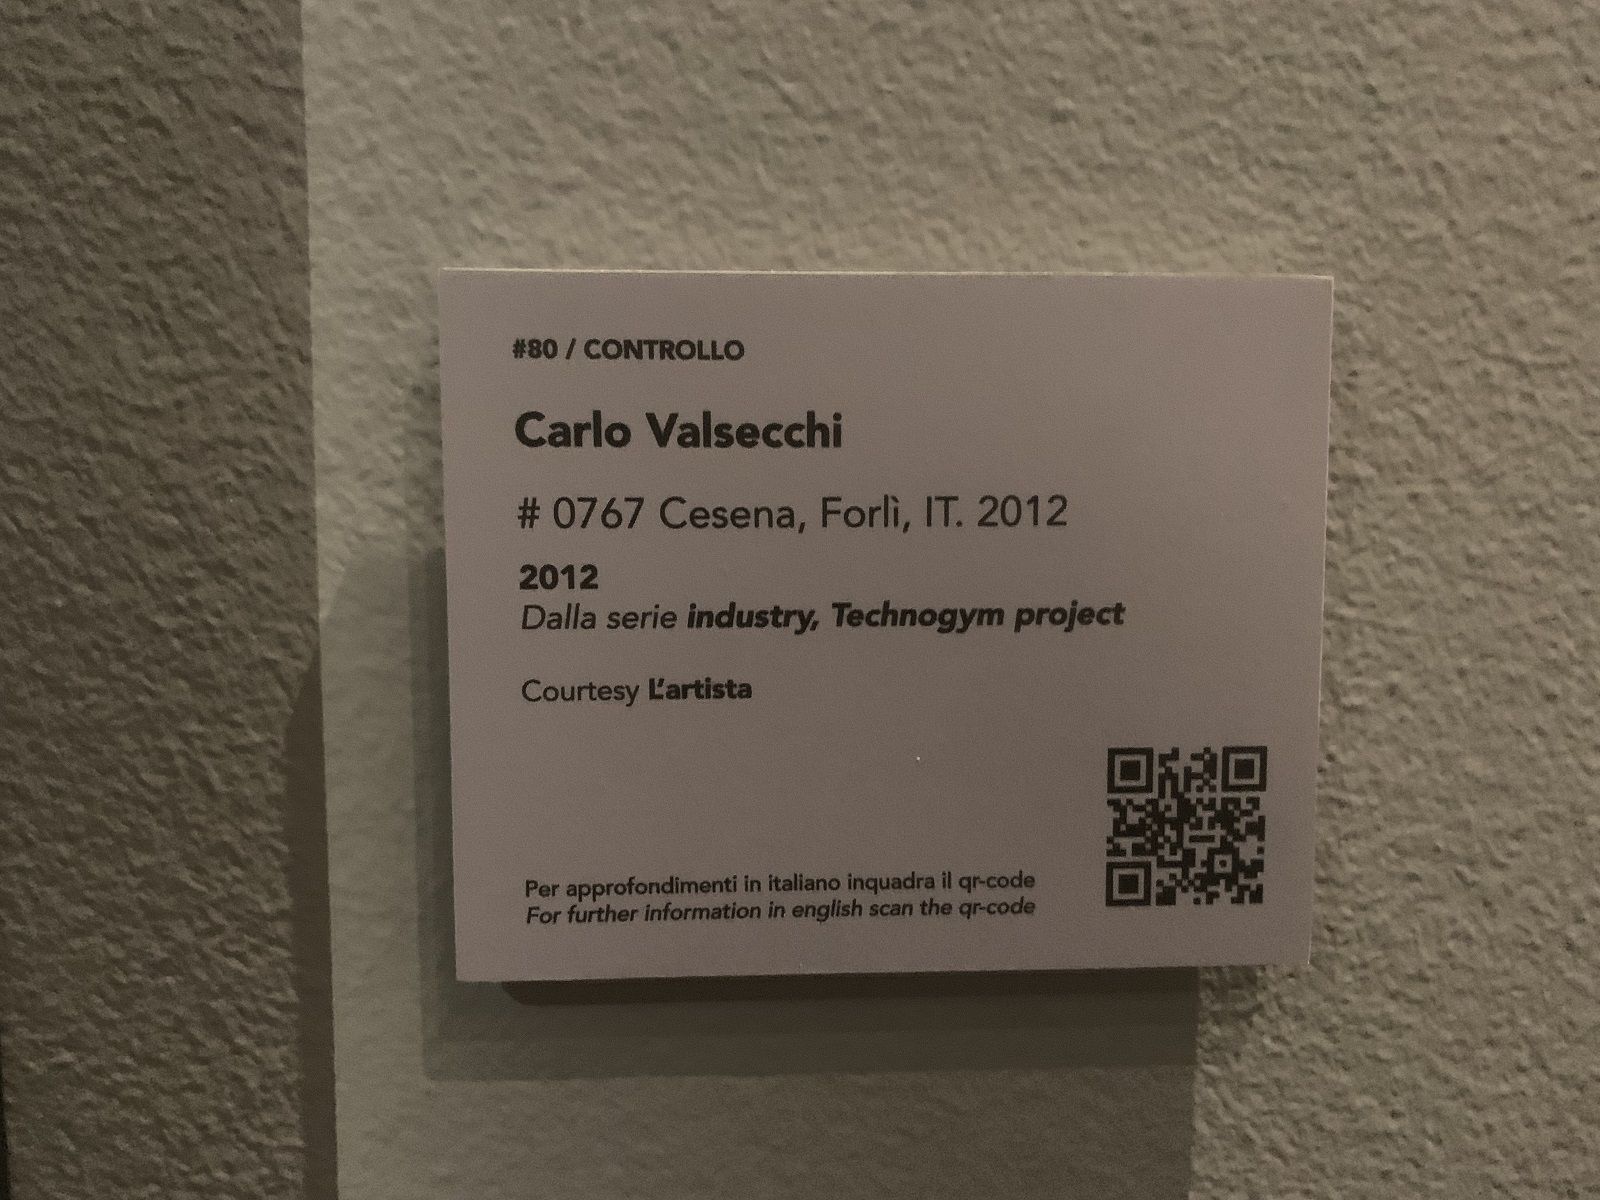 #80 / CONTROLLO
Carlo Valsecchi
# 0767 Cesena, Forlì, IT. 2012
2012
Dalla serie industry, Technogym project
Courtesy L'artista
Per approfondimenti in italiano inquadra il qr-code
For further information in english scan the qr-code